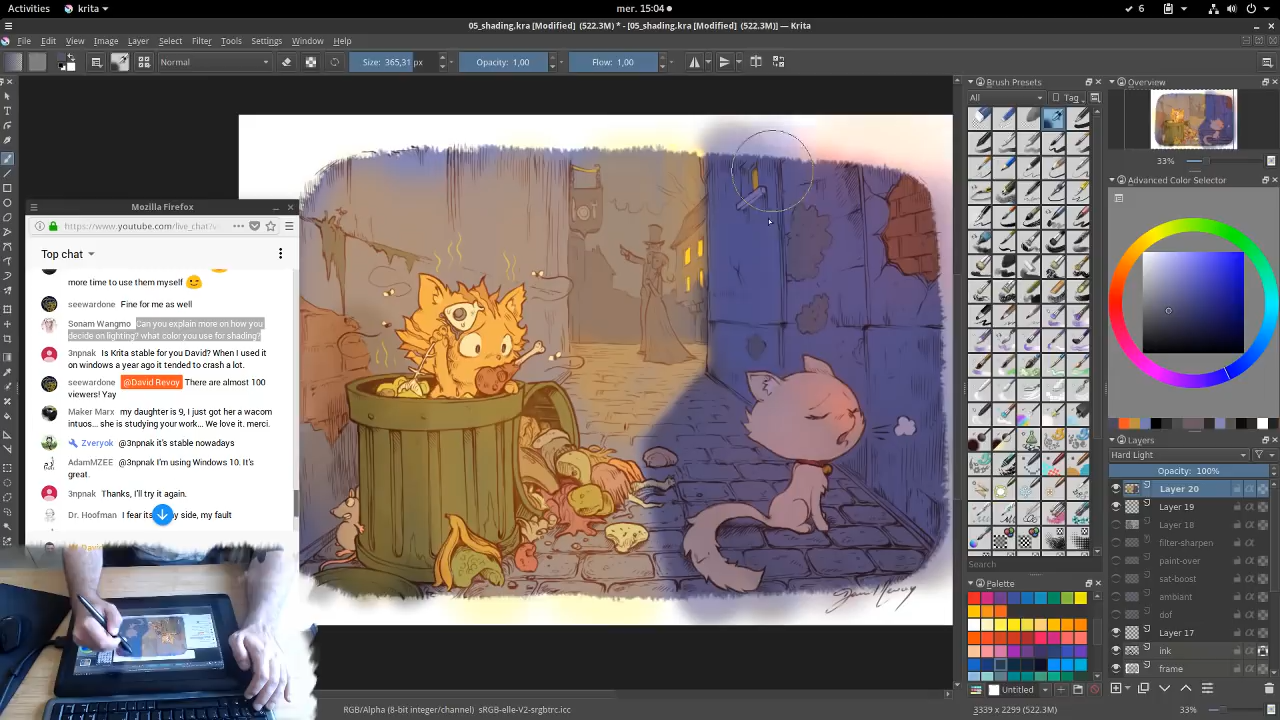 Activities krita mer. 15:04 6
05_shading.kra [Modified] (522.3M) * - [05_shading.kra [Modified] (522.3M)] — Krita
File Edit View Image Layer Select Filter Tools Settings Window Help
Normal Size: 365,31 px Opacity: 1,00 Flow: 1,00
Brush Presets
All Tag
Search
Palette
Untitled
Overview
33%
Advanced Color Selector
Layers
Hard Light
Opacity: 100%
Layer 20
Layer 19
Layer 18
filter-sharpen
paint-over
sat-boost
ambiant
dof
Layer 17
ink
frame
Mozilla Firefox
https://www.youtube.com/live_chat?v
Top chat
more time to use them myself
seewardone Fine for me as well
Sonam Wangmo Can you explain more on how you
decide on lighting? what color you use for shading?
3npnak Is Krita stable for you David? When I used it
on windows a year ago it tended to crash a lot.
seewardone @David Revoy There are almost 100
viewers! Yay
Maker Marx my daughter is 9, I just got her a wacom
intuos... she is studying your work... We love it. merci.
Zveryok @3npnak it's stable nowadays
AdamMZEE @3npnak I'm using Windows 10. It's
great.
3npnak Thanks, I'll try it again.
Dr. Hoofman I fear its my side, my fault
RGB/Alpha (8-bit integer/channel) sRGB-elle-V2-srgbtrc.icc
3339 x 2299 (522.3M)
33%